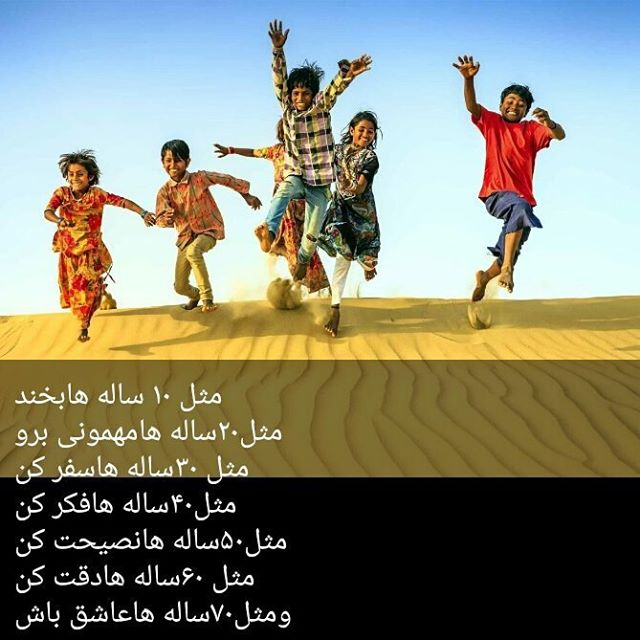 مثل ۱۰ ساله هابخند
مثل۲۰ساله هامهمونی برو
مثل ۳۰ساله هاسفر کن
مثل۴۰ساله هافکر کن
مثل۵۰ساله هانصیحت کن
مثل ۶۰ساله هادقت کن
ومثل۷۰ساله هاعاشق باش